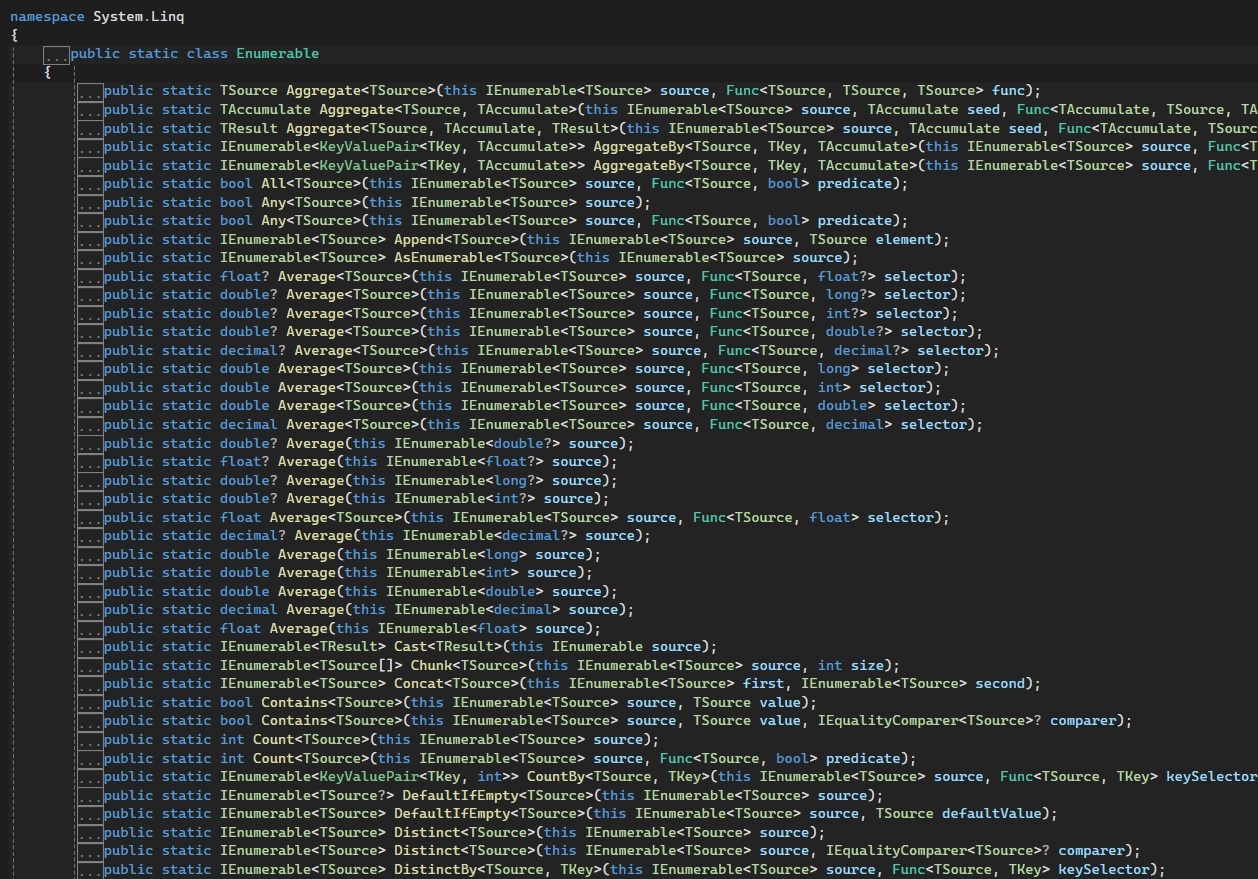 namespace System.Linq
{
...public static class Enumerable
{
...public static TSource Aggregate<TSource>(this IEnumerable<TSource> source, Func<TSource, TSource, TSource> func);
...public static TAccumulate Aggregate<TSource, TAccumulate>(this IEnumerable<TSource> source, TAccumulate seed, Func<TAccumulate, TSource, TA
...public static TResult Aggregate<TSource, TAccumulate, TResult>(this IEnumerable<TSource> source, TAccumulate seed, Func<TAccumulate, TSourc
...public static IEnumerable<KeyValuePair<TKey, TAccumulate>> AggregateBy<TSource, TKey, TAccumulate>(this IEnumerable<TSource> source, Func<T
...public static IEnumerable<KeyValuePair<TKey, TAccumulate>> AggregateBy<TSource, TKey, TAccumulate>(this IEnumerable<TSource> source, Func<T
...public static bool All<TSource>(this IEnumerable<TSource> source, Func<TSource, bool> predicate);
...public static bool Any<TSource>(this IEnumerable<TSource> source);
...public static bool Any<TSource>(this IEnumerable<TSource> source, Func<TSource, bool> predicate);
...public static IEnumerable<TSource> Append<TSource>(this IEnumerable<TSource> source, TSource element);
...public static IEnumerable<TSource> AsEnumerable<TSource>(this IEnumerable<TSource> source);
...public static float? Average<TSource>(this IEnumerable<TSource> source, Func<TSource, float?> selector);
...public static double? Average<TSource>(this IEnumerable<TSource> source, Func<TSource, long?> selector);
...public static double? Average<TSource>(this IEnumerable<TSource> source, Func<TSource, int?> selector);
...public static double? Average<TSource>(this IEnumerable<TSource> source, Func<TSource, double?> selector);
...public static decimal? Average<TSource>(this IEnumerable<TSource> source, Func<TSource, decimal?> selector);
...public static double Average<TSource>(this IEnumerable<TSource> source, Func<TSource, long> selector);
...public static double Average<TSource>(this IEnumerable<TSource> source, Func<TSource, int> selector);
...public static double Average<TSource>(this IEnumerable<TSource> source, Func<TSource, double> selector);
...public static decimal Average<TSource>(this IEnumerable<TSource> source, Func<TSource, decimal> selector);
...public static double? Average(this IEnumerable<double?> source);
...public static float? Average(this IEnumerable<float?> source);
...public static double? Average(this IEnumerable<long?> source);
...public static double? Average(this IEnumerable<int?> source);
...public static float Average<TSource>(this IEnumerable<TSource> source, Func<TSource, float> selector);
...public static decimal? Average(this IEnumerable<decimal?> source);
...public static double Average(this IEnumerable<long> source);
...public static double Average(this IEnumerable<int> source);
...public static double Average(this IEnumerable<double> source);
...public static decimal Average(this IEnumerable<decimal> source);
...public static float Average(this IEnumerable<float> source);
...public static IEnumerable<TResult> Cast<TResult>(this IEnumerable source);
...public static IEnumerable<TSource[]> Chunk<TSource>(this IEnumerable<TSource> source, int size);
...public static IEnumerable<TSource> Concat<TSource>(this IEnumerable<TSource> first, IEnumerable<TSource> second);
...public static bool Contains<TSource>(this IEnumerable<TSource> source, TSource value);
...public static bool Contains<TSource>(this IEnumerable<TSource> source, TSource value, IEqualityComparer<TSource>? comparer);
...public static int Count<TSource>(this IEnumerable<TSource> source);
...public static int Count<TSource>(this IEnumerable<TSource> source, Func<TSource, bool> predicate);
...public static IEnumerable<KeyValuePair<TKey, int>> CountBy<TSource, TKey>(this IEnumerable<TSource> source, Func<TSource, TKey> keySelector
...public static IEnumerable<TSource?> DefaultIfEmpty<TSource>(this IEnumerable<TSource> source);
...public static IEnumerable<TSource> DefaultIfEmpty<TSource>(this IEnumerable<TSource> source, TSource defaultValue);
...public static IEnumerable<TSource> Distinct<TSource>(this IEnumerable<TSource> source);
...public static IEnumerable<TSource> Distinct<TSource>(this IEnumerable<TSource> source, IEqualityComparer<TSource>? comparer);
...public static IEnumerable<TSource> DistinctBy<TSource, TKey>(this IEnumerable<TSource> source, Func<TSource, TKey> keySelector);